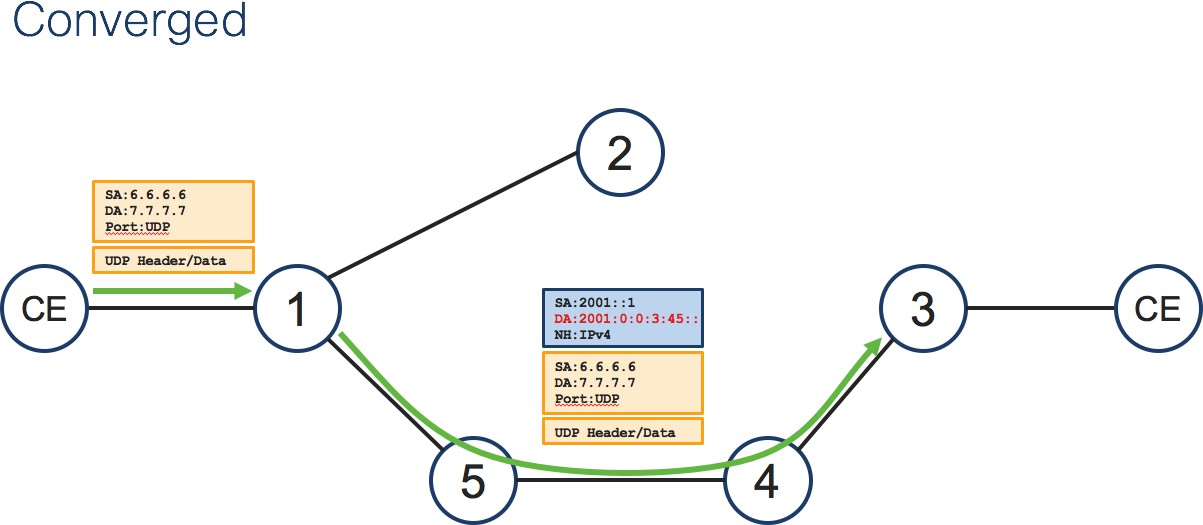 Converged
2
SA:6.6.6.6
DA:7.7.7.7
Port:UDP
UDP Header/Data
CE
1
SA:2001::1
DA:2001:0:0:3:45::
NH:IPv4
SA:6.6.6.6
DA:7.7.7.7
Port:UDP
UDP Header/Data
3
CE
5
4